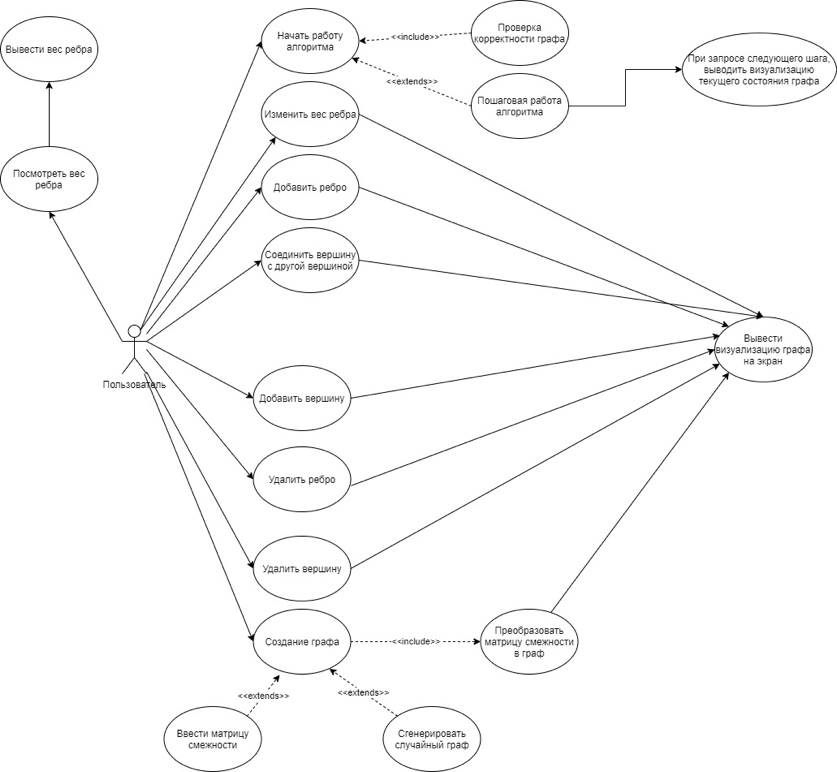 Вывести вес ребра
Посмотреть вес
ребра
Пользователь
Начать работу
алгоритма
<<include>>
Проверка
корректности графа
<<extends>>
Пошаговая работа
алгоритма
При запросе следующего шага,
выводить визуализацию
текущего состояния графа
Изменить вес ребра
Добавить ребро
Соединить вершину
с другой вершиной
Вывести
визуализацию графа
на экран
Добавить вершину
Удалить ребро
Удалить вершину
Создание графа
<<include>>
Преобразовать
матрицу смежности
в граф
<<extends>>
<<extends>>
Ввести матрицу
смежности
Сгенерировать
случайный граф